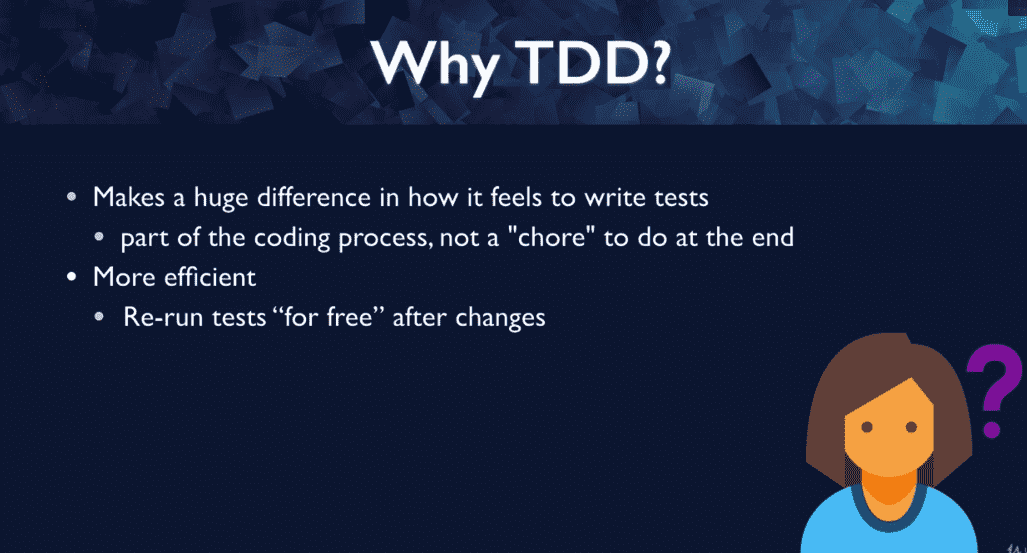 Why TDD?
• Makes a huge difference in how it feels to write tests
• part of the coding process, not a "chore" to do at the end
• More efficient
• Re-run tests “for free” after changes
?